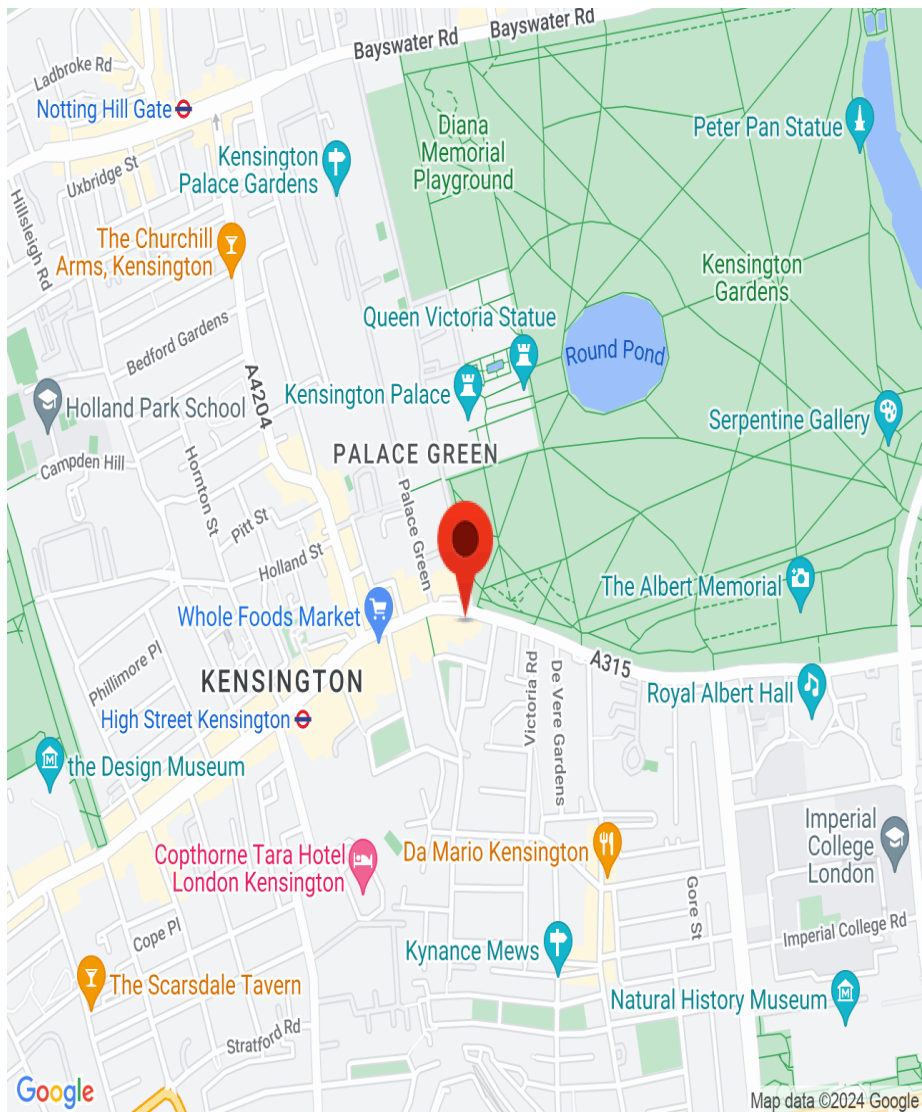 Bayswater Rd
Bayswater Rd
Ladbroke Rd
Notting Hill Gate
Peter Pan Statue
Diana
Memorial
Playground
Kensington
Palace Gardens
Uxbridge St
Hillsleigh Rd
The Churchill
Arms, Kensington
Kensington
Gardens
Queen Victoria Statue
Bedford Gardens
Round Pond
A4204
Kensington Palace
Holland Park School
Serpentine Gallery
PALACE GREEN
Campden Hill
Hornton St
Pitt St
Palace Green
Holland St
The Albert Memorial
Whole Foods Market
Phillimore Pl
KENSINGTON
Victoria Rd
De Vere Gardens
A315
Royal Albert Hall
High Street Kensington
the Design Museum
Imperial
College
London
Copthorne Tara Hotel
London Kensington
Da Mario Kensington
Gore St
Cope Pl
Imperial College Rd
Kynance Mews
The Scarsdale Tavern
Natural History Museum
Stratford Rd
Google
Map data ©2024 Google